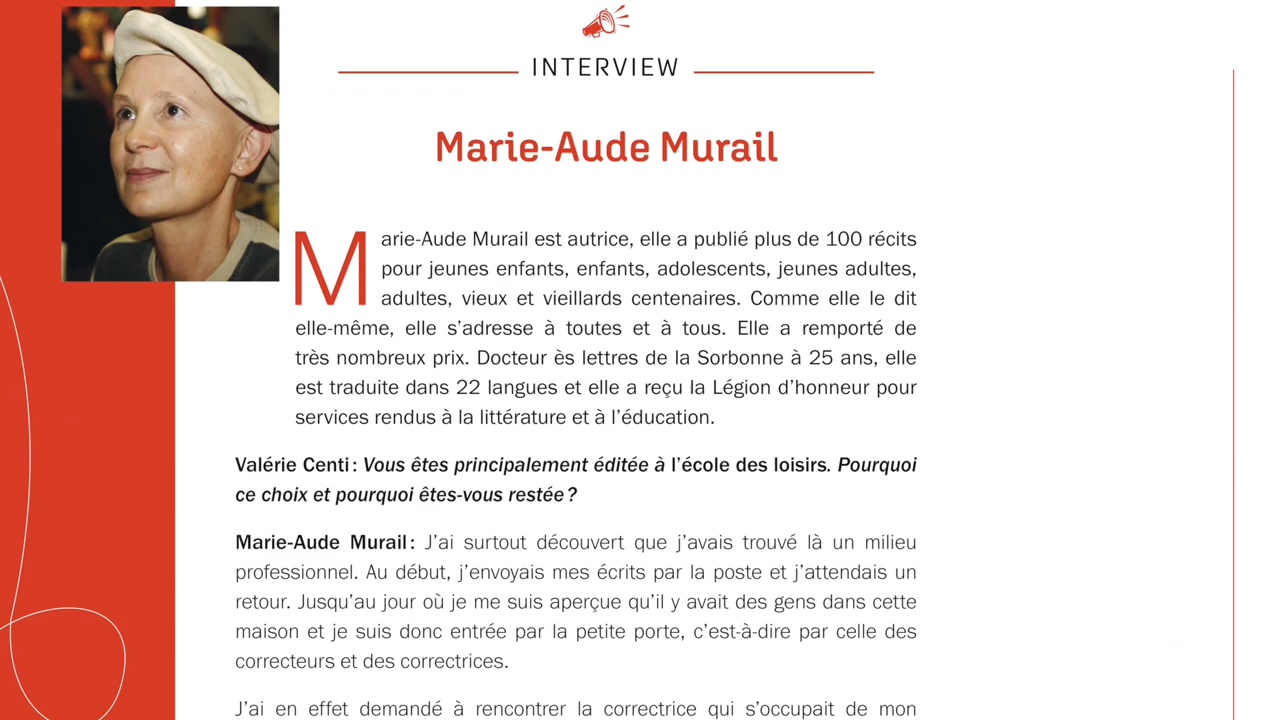 INTERVIEW
Marie-Aude Murail
Marie-Aude Murail est autrice, elle a publié plus de 100 récits
pour jeunes enfants, enfants, adolescents, jeunes adultes,
adultes, vieux et vieillards centenaires. Comme elle le dit
elle-même, elle s’adresse à toutes et à tous. Elle a remporté de
très nombreux prix. Docteur ès lettres de la Sorbonne à 25 ans, elle
est traduite dans 22 langues et elle a reçu la Légion d’honneur pour
services rendus à la littérature et à l’éducation.
Valérie Centi : Vous êtes principalement éditée à l’école des loisirs. Pourquoi
ce choix et pourquoi êtes-vous restée ?
Marie-Aude Murail : J’ai surtout découvert que j’avais trouvé là un milieu
professionnel. Au début, j’envoyais mes écrits par la poste et j’attendais un
retour. Jusqu’au jour où je me suis aperçue qu’il y avait des gens dans cette
maison et je suis donc entrée par la petite porte, c’est-à-dire par celle des
correcteurs et des correctrices.
J’ai en effet demandé à rencontrer la correctrice qui s’occupait de mon